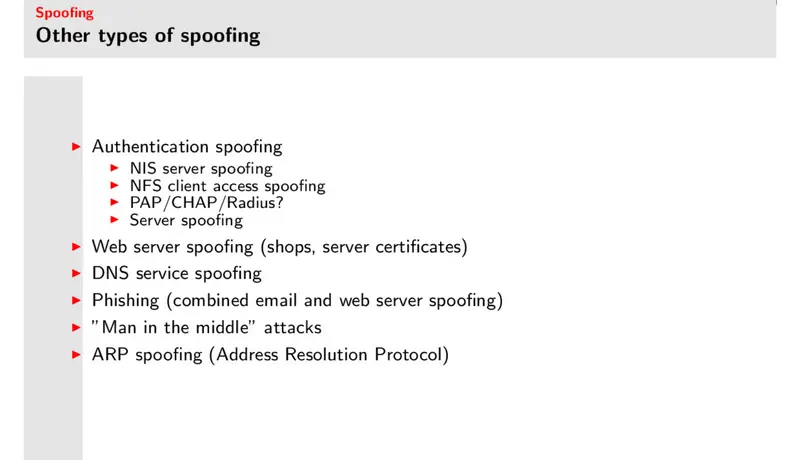 Spoofing
Other types of spoofing
Authentication spoofing
NIS server spoofing
NFS client access spoofing
PAP/CHAP/Radius?
Server spoofing
Web server spoofing (shops, server certificates)
DNS service spoofing
Phishing (combined email and web server spoofing)
”Man in the middle” attacks
ARP spoofing (Address Resolution Protocol)